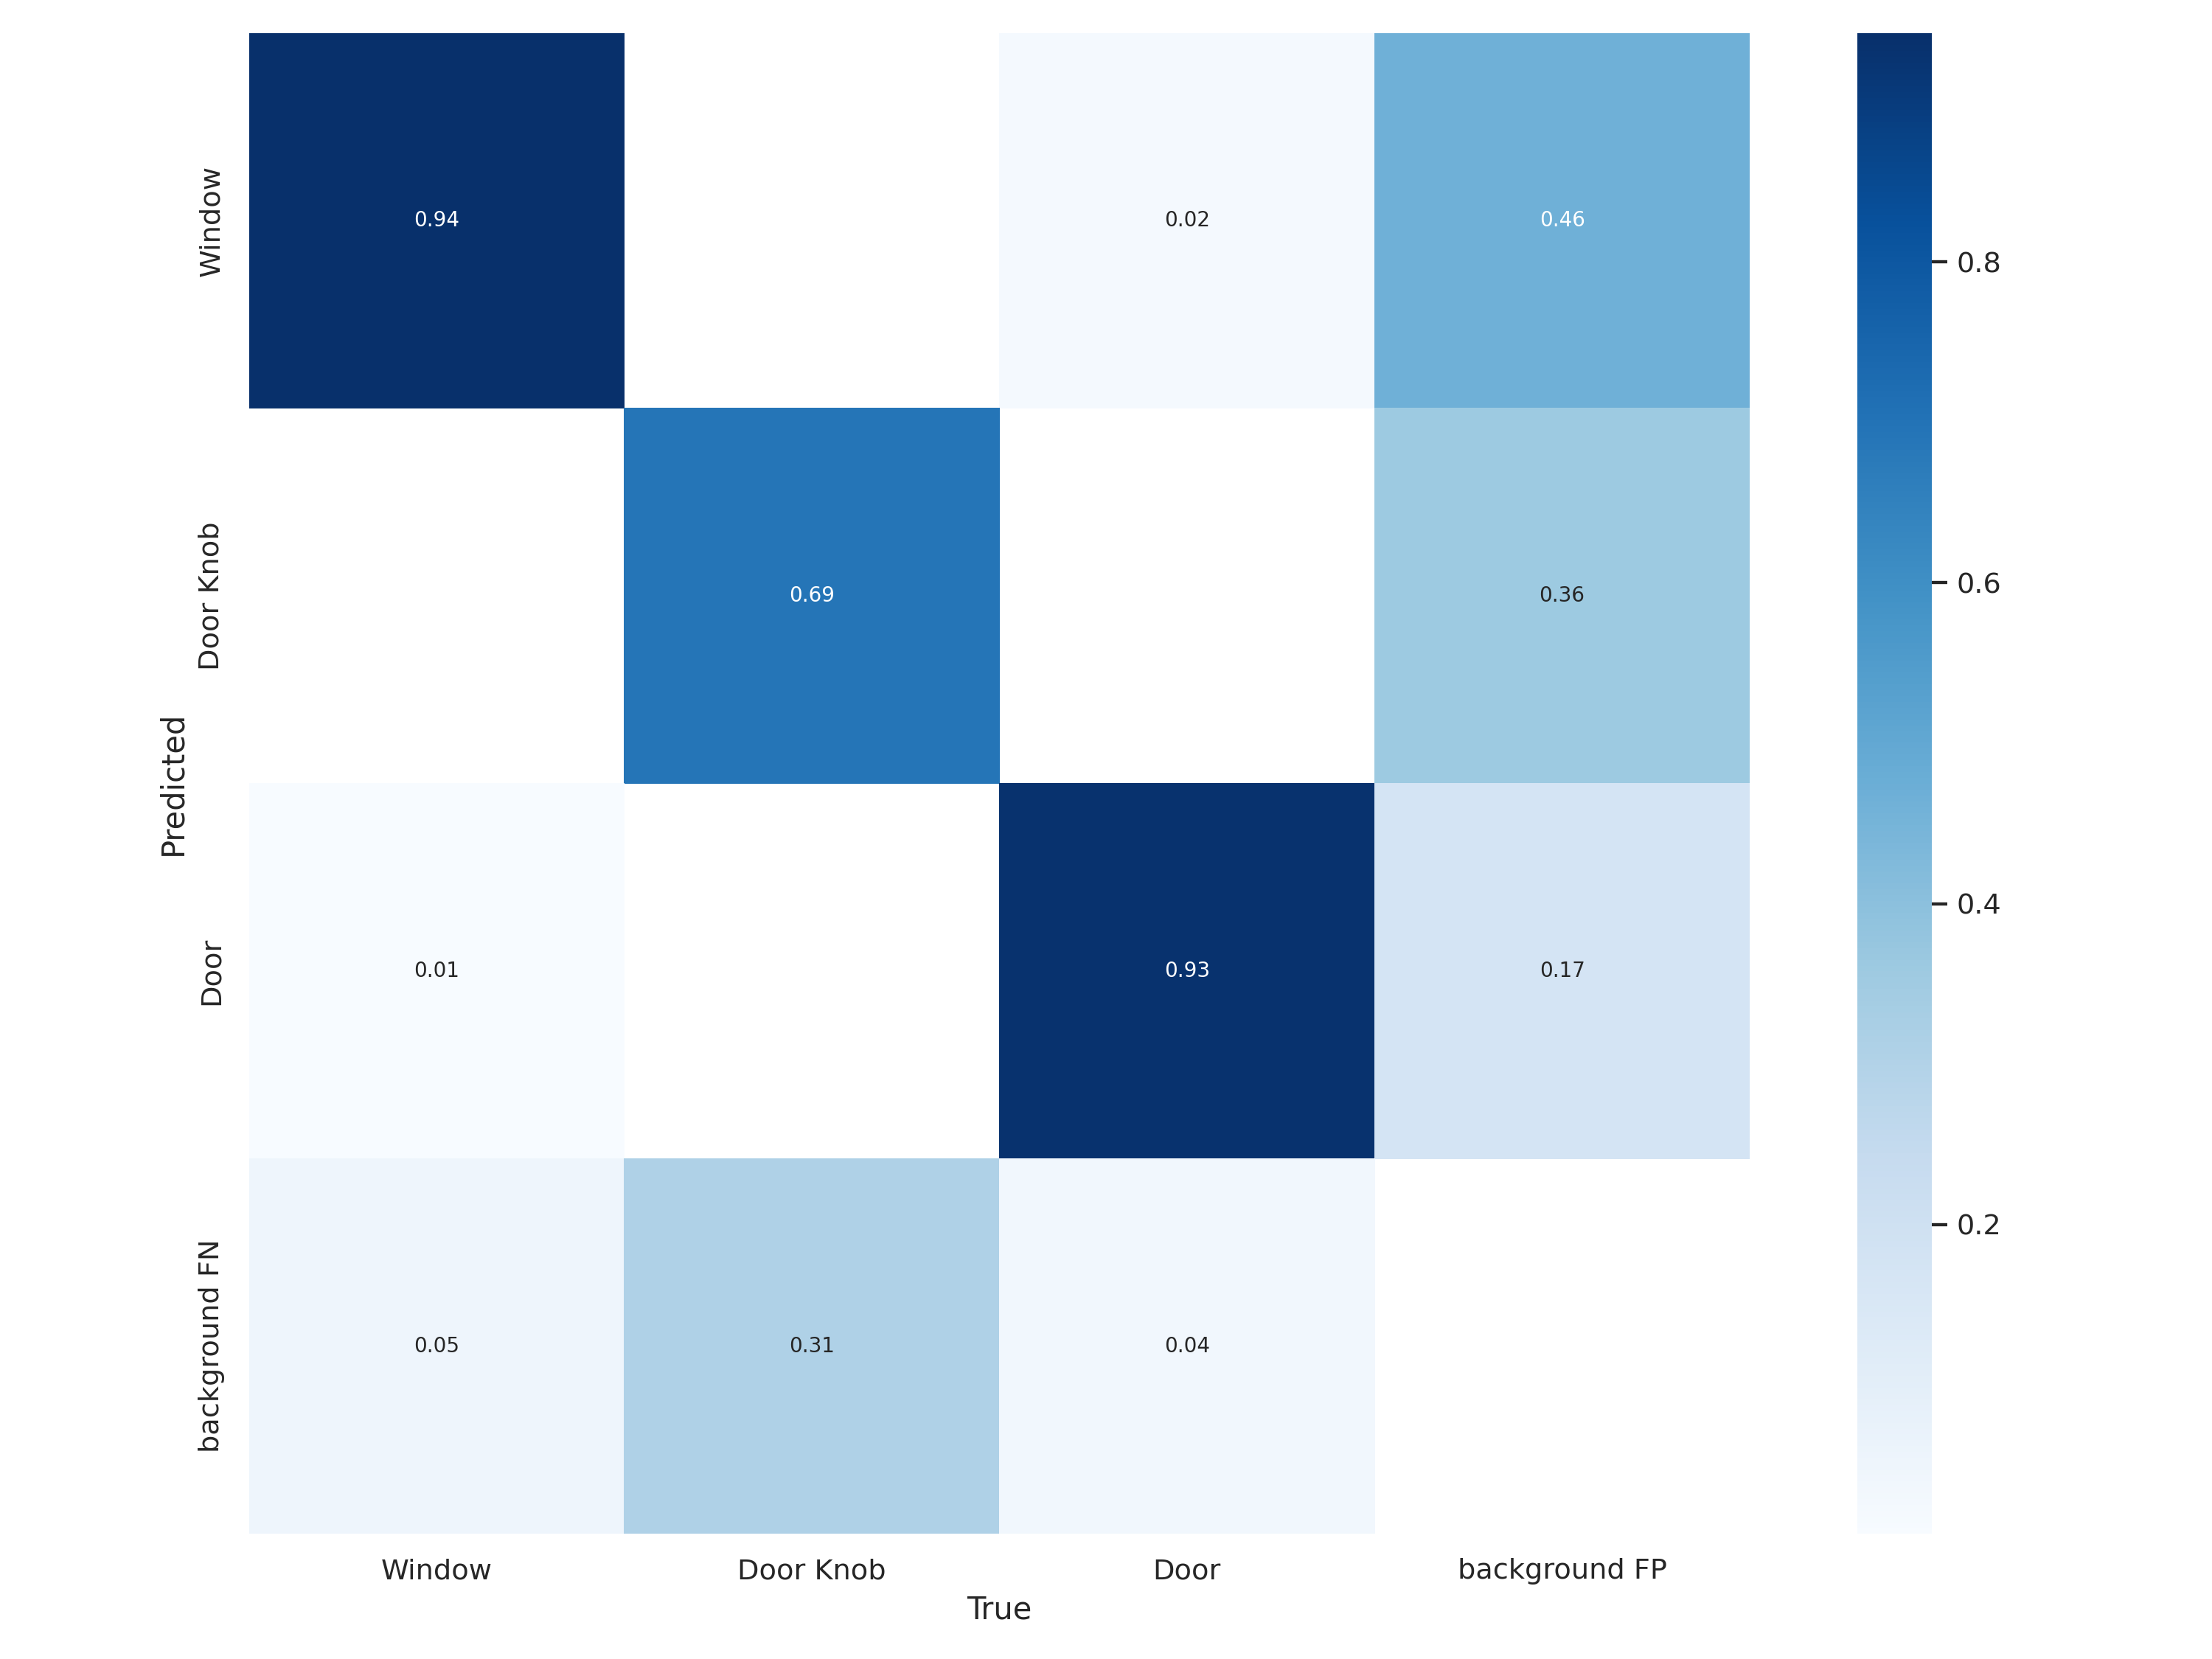 Predicted
Window
0.94
0.02
0.46
Door Knob
0.69
0.36
Door
0.01
0.93
0.17
background FN
0.05
0.31
0.04
Window
Door Knob
Door
background FP
True
0.8
0.6
0.4
0.2